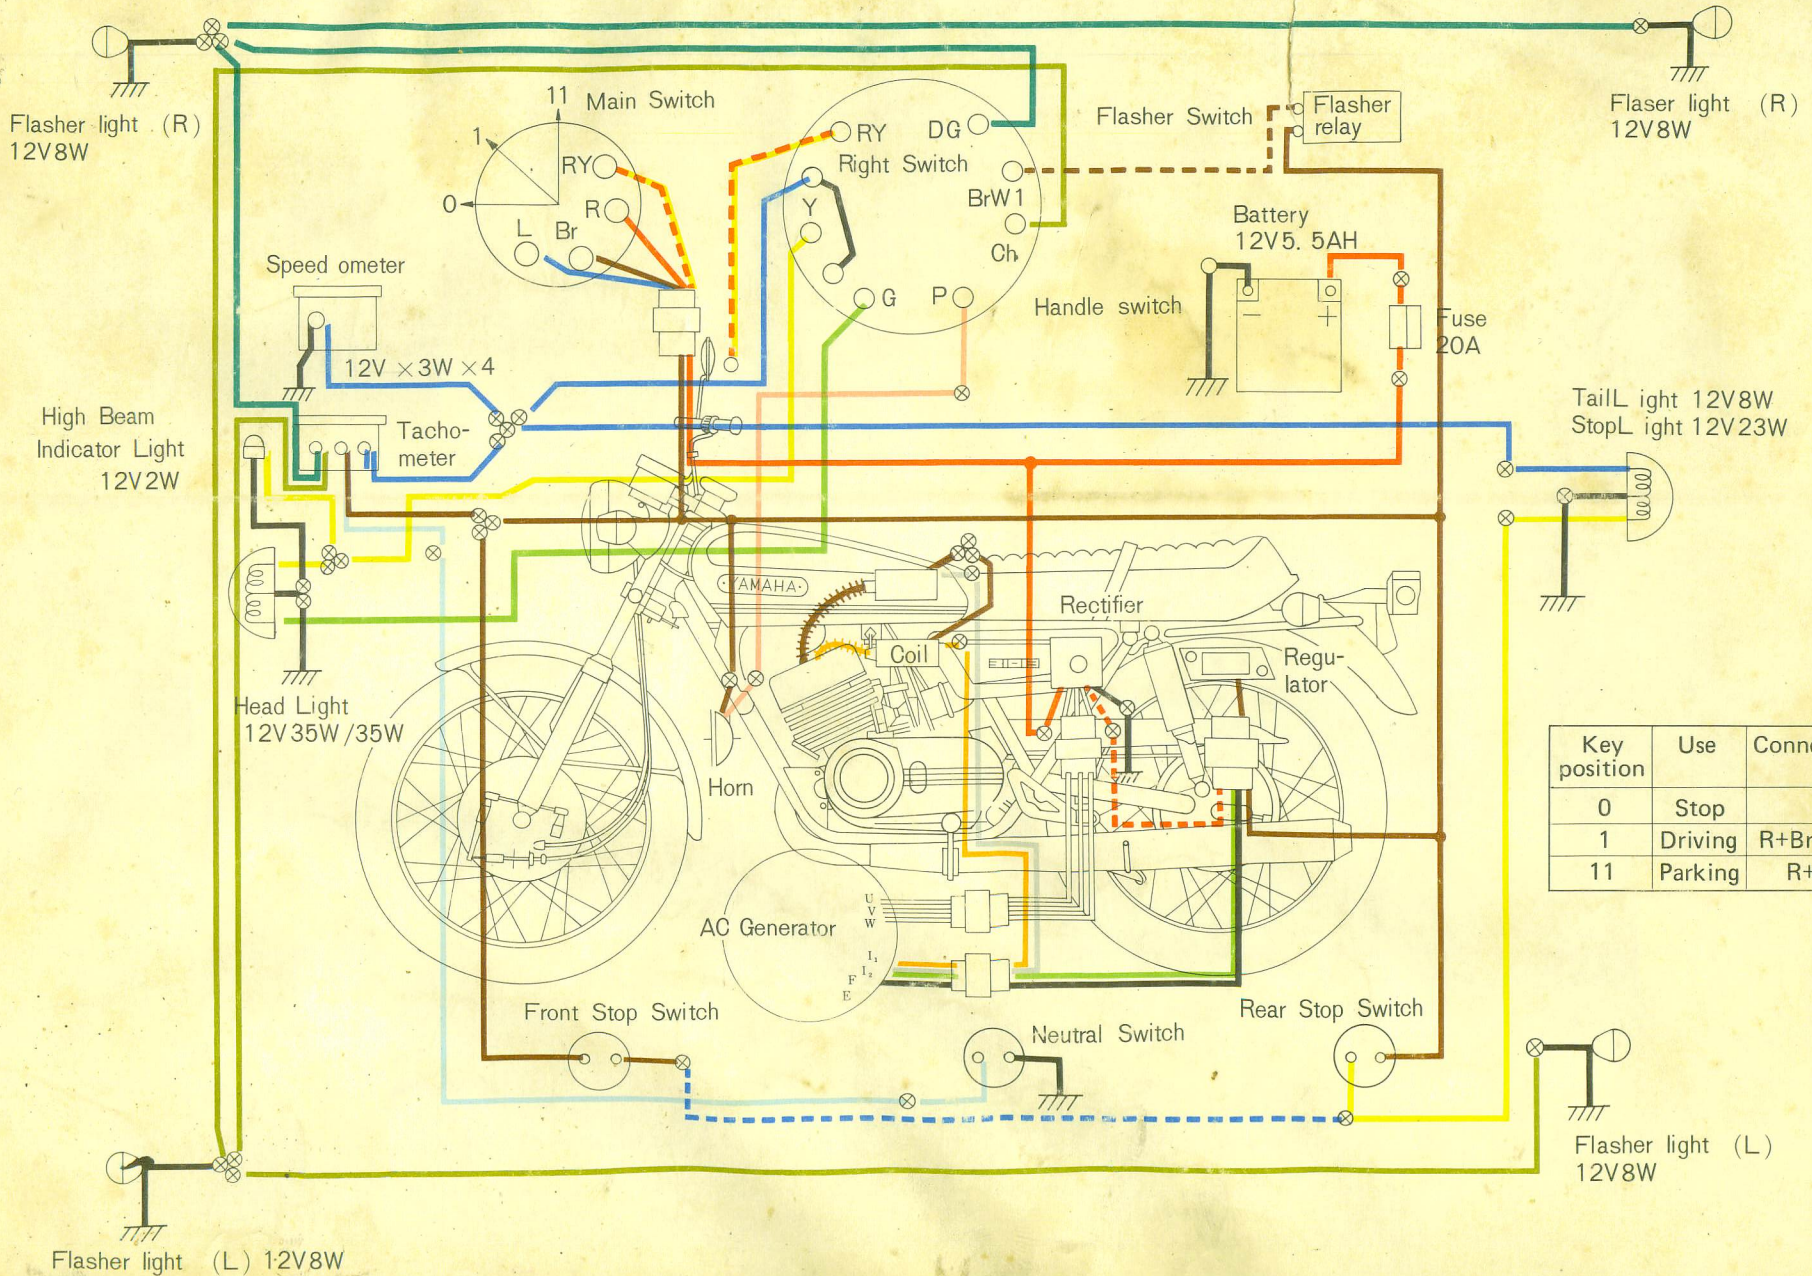 Flasher light (R)
12V8W
11 Main Switch
1
0
RY
R
L
Br
RY
DG
Right Switch
BrW1
Y
Ch
G
P
Flasher Switch
Flasher
relay
Flaser light (R)
12V8W
Battery
12V5. 5AH
Handle switch
Fuse
20A
Speed ometer
12V ×3W ×4
High Beam
Indicator Light
12V2W
Tacho-
meter
TailL ight 12V8W
StopL ight 12V23W
YAMAHA
Rectifier
Coil
Regu-
lator
Head Light
12V35W/35W
Horn
Key
position
Use
Conne
0 Stop
1 Driving R+Br
11 Parking R+
AC Generator
U
V
W
I₁
I₂
F
E
Front Stop Switch
Neutral Switch
Rear Stop Switch
Flasher light (L)
12V8W
Flasher light (L) 12V8W